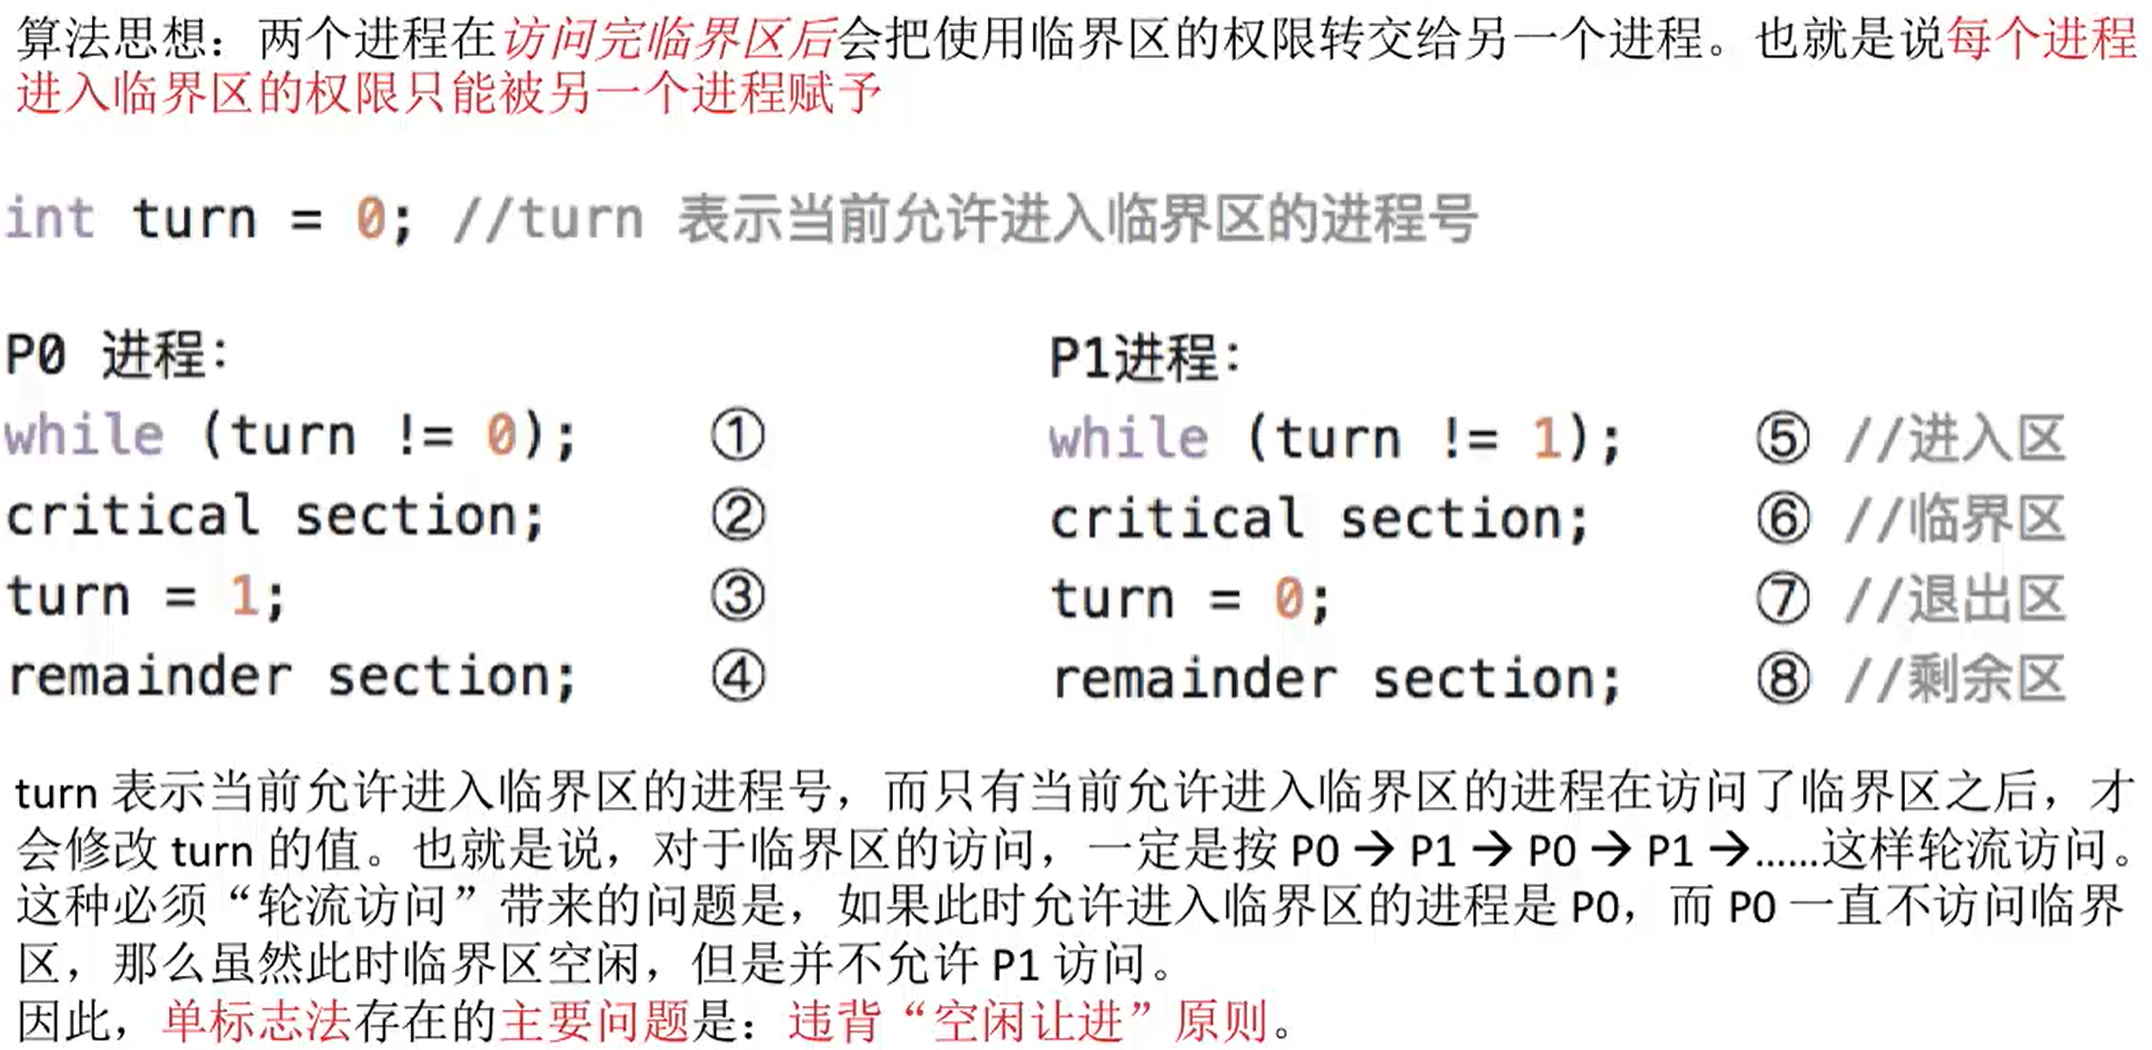 算法思想：两个进程在访问完临界区后会把使用临界区的权限转交给另一个进程。也就是说每个进程
进入临界区的权限只能被另一个进程赋予
int turn = 0; //turn 表示当前允许进入临界区的进程号
P0 进程：
while (turn != 0); ①
critical section; ②
turn = 1; ③
remainder section; ④
P1进程：
while (turn != 1); ⑤ //进入区
critical section; ⑥ //临界区
turn = 0; ⑦ //退出区
remainder section; ⑧ //剩余区
turn 表示当前允许进入临界区的进程号，而只有当前允许进入临界区的进程在访问了临界区之后，才
会修改 turn 的值。也就是说，对于临界区的访问，一定是按 P0 → P1 → P0 → P1 →……这样轮流访问。
这种必须“轮流访问”带来的问题是，如果此时允许进入临界区的进程是 P0，而 P0 一直不访问临界
区，那么虽然此时临界区空闲，但是并不允许 P1 访问。
因此，单标志法存在的主要问题是：违背“空闲让进”原则。